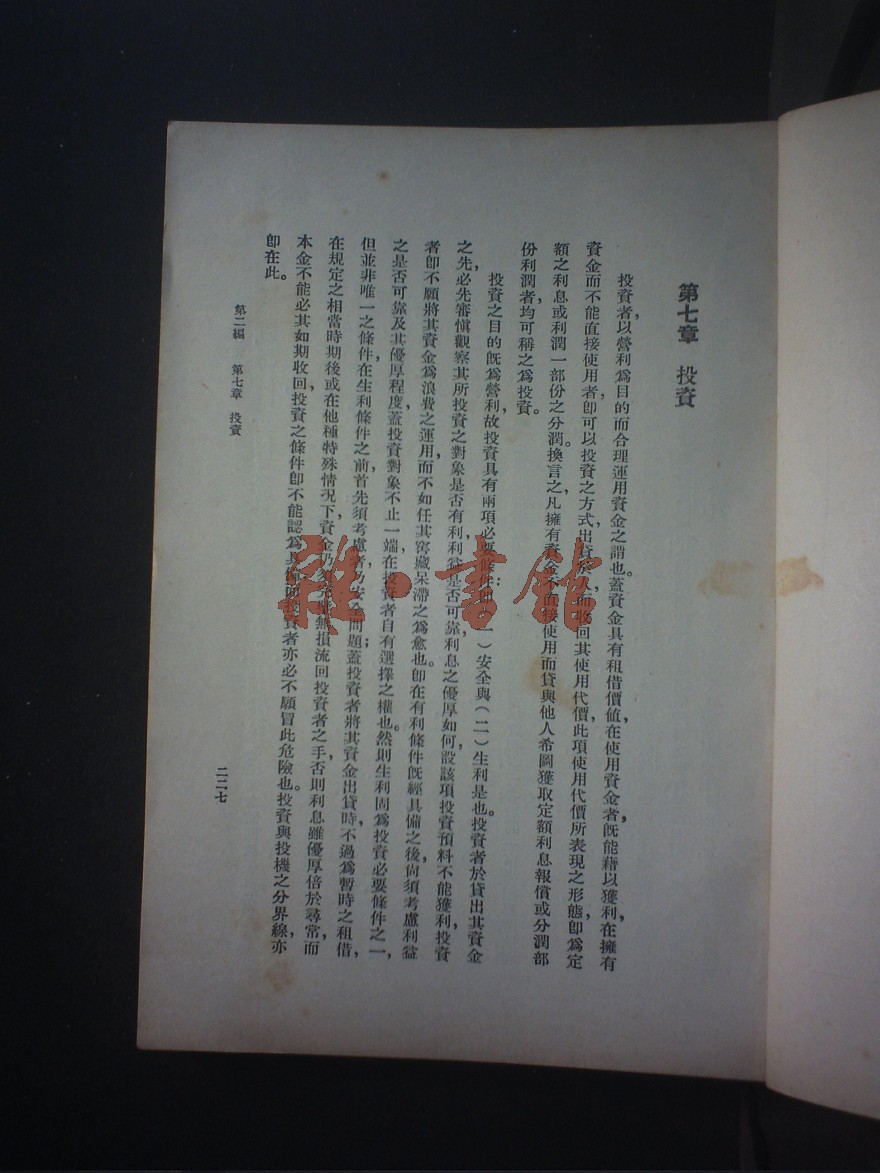 第七章　投資
投資者，以營利爲目的而合理運用資金之謂也。蓋資金具有租借價値，在使用資金者，旣能藉以獲利，在擁有
資金而不能直接使用者，卽可以投資之方式，出資於人，而收回其使用代價，此項使用代價所表現之形態，卽爲定
額之利息或利潤一部份之分潤。換言之，凡擁有資金不直接使用而貸與他人希圖獲取定額利息報償或分潤部
份利潤者，均可稱之爲投資。
投資之目的旣爲營利，故投資具有兩項必要條件：（一）安全與（二）生利是也。投資者於貸出其資金
之先，必先審愼觀察其所投資之對象是否有利，利益是否可靠，利息之優厚如何，設該項投資預料不能獲利，投資
者卽不願將其資金爲浪費之運用，而不如任其窖藏呆滯之爲愈也。卽在有利條件旣經具備之後，尙須考慮利益
之是否可靠及其優厚程度，蓋投資對象不止一端，在投資者自有選擇之權也。然則生利固爲投資必要條件之一，
但並非唯一之條件，在生利條件之前，首先須考慮者，乃安全問題；蓋投資者將其資金出貸時，不過爲暫時之租借，
在規定之相當時期後或在他種特殊情況下，資金仍無損流回投資者之手，否則利息雖優厚倍於尋常，而
本金不能必其如期收回，投資之條件卽不能認爲具備，而投資者亦必不願冒此危險也。投資與投機之分界線，亦
卽在此。
第二編　第七章　投資
二二七
雜·書館